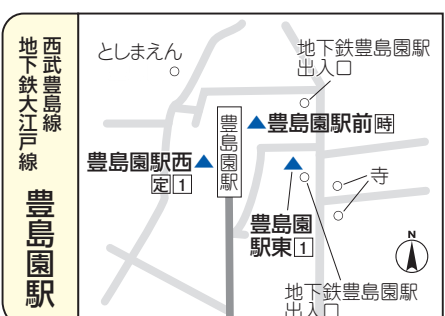 西武豊島線
地下鉄大江戸線
豊島園駅
としまえん
地下鉄豊島園駅
出入口
豊島園駅
豊島園駅前時
豊島園駅西
定1
寺
豊島園
駅東1
N
地下鉄豊島園駅
出入口